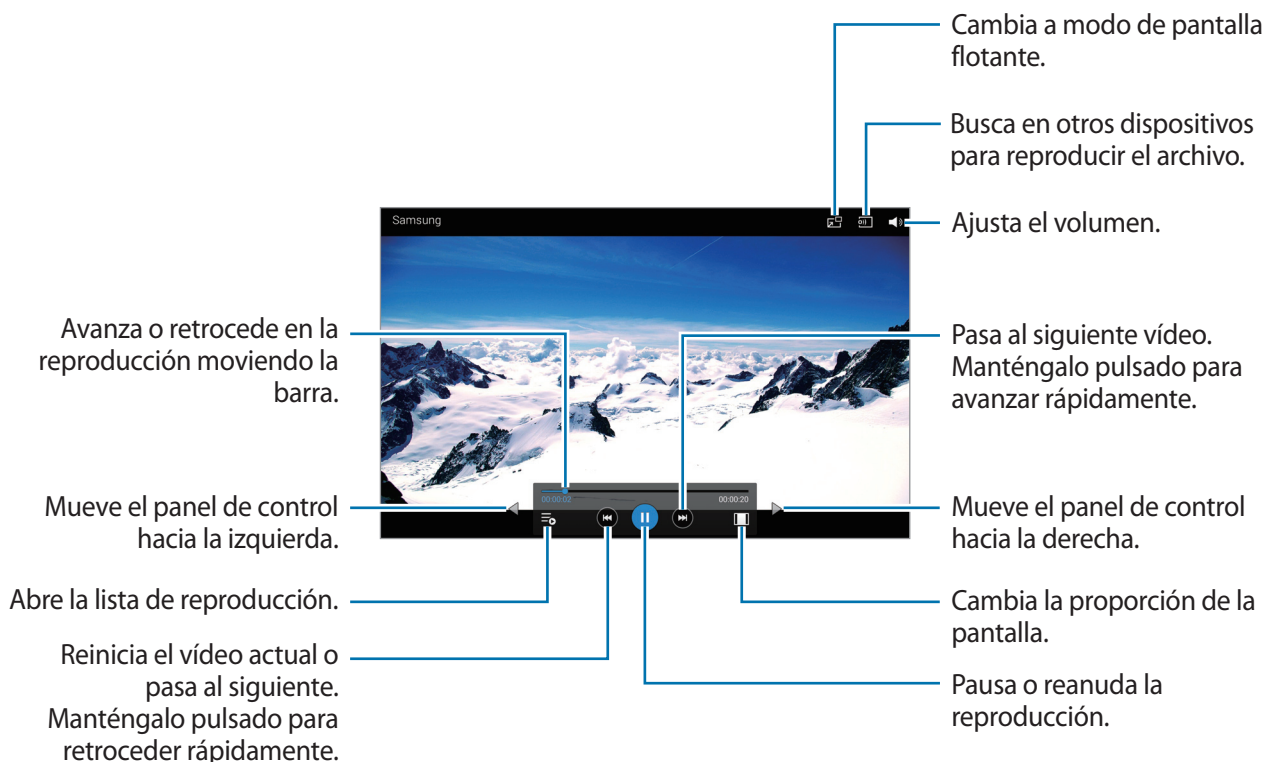 Cambia a modo de pantalla
flotante.
Busca en otros dispositivos
para reproducir el archivo.
Samsung
Ajusta el volumen.
Avanza o retrocede en la
reproducción moviendo la
barra.
Pasa al siguiente vídeo.
Manténgalo pulsado para
avanzar rápidamente.
00:00:02
00:00:20
Mueve el panel de control
hacia la izquierda.
Mueve el panel de control
hacia la derecha.
Abre la lista de reproducción.
Cambia la proporción de la
pantalla.
Reinicia el vídeo actual o
pasa al siguiente.
Manténgalo pulsado para
retroceder rápidamente.
Pausa o reanuda la
reproducción.